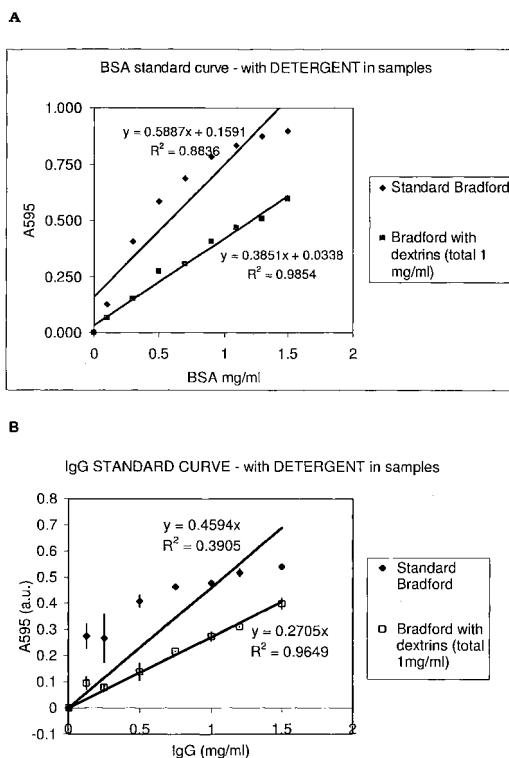 A
BSA standard curve - with DETERGENT in samples
1.000
0.750
0.500
0.250
0.000
A595
y = 0.5887x + 0.1591
R² = 0.8836
y = 0.3851x + 0.0338
R² = 0.9854
0
0.5
1
1.5
2
BSA mg/ml
Standard Bradford
Bradford with
dextrins (total 1
mg/ml)
B
IgG STANDARD CURVE - with DETERGENT in samples
0.8
0.7
0.6
0.5
0.4
0.3
0.2
0.1
0
-0.1
A595 (a.u.)
y = 0.4594x
R² = 0.3905
y = 0.2705x
R² = 0.9649
0.5
1
1.5
2
IgG (mg/ml)
Standard
Bradford
Bradford with
dextrins (total
1mg/ml)